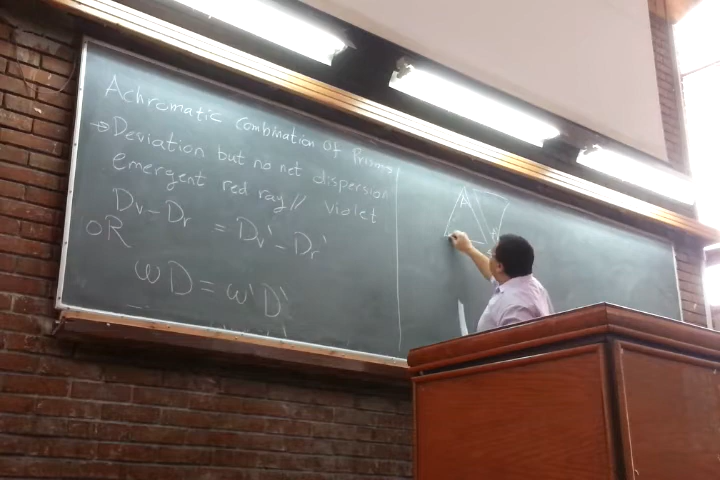 Achromatic Combination Of Prisms
→ Deviation but no net dispersion
emergent red ray // violet
Dv - Dr = Dv' - Dr'
OR
ωD = ω'D'
A